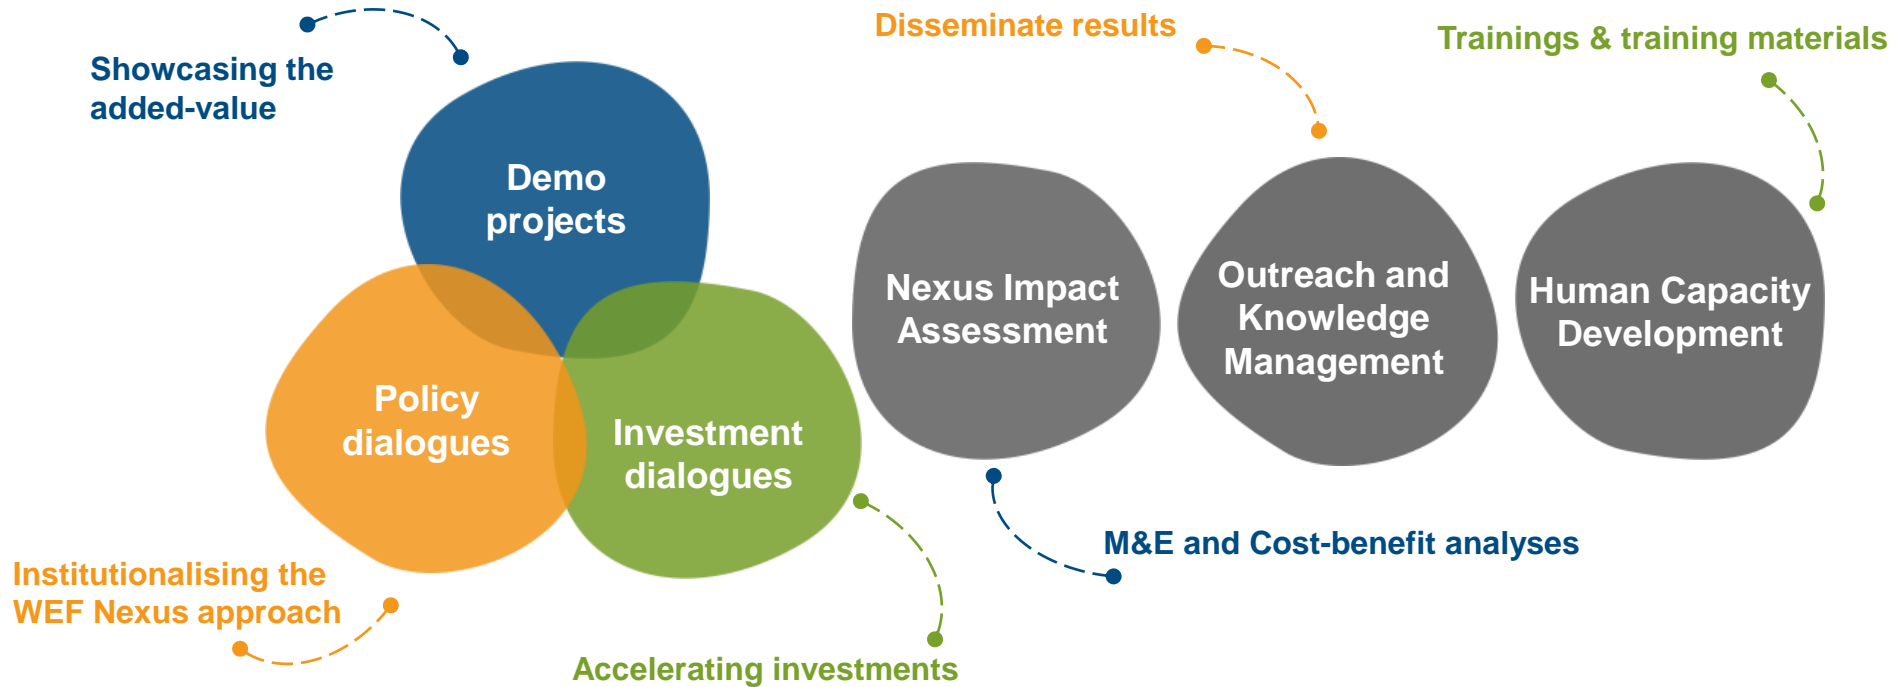 Showcasing the
added-value
Demo
projects
Policy
dialogues
Investment
dialogues
Institutionalising the
WEF Nexus approach
Accelerating investments
Disseminate results
Trainings & training materials
Nexus Impact
Assessment
Outreach and
Knowledge
Management
Human Capacity
Development
M&E and Cost-benefit analyses